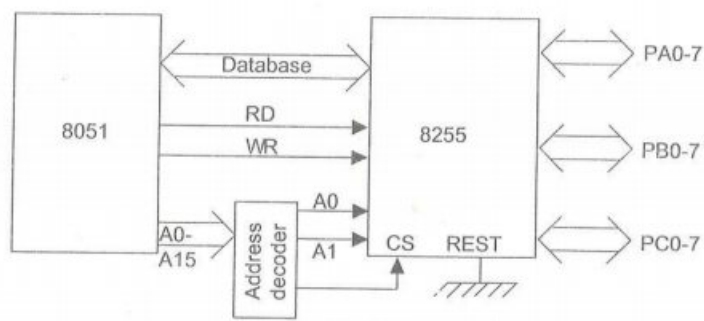 8051
Database
RD
WR
A0-
A15
Address
decoder
A0
A1
8255
CS
REST
PA0-7
PB0-7
PC0-7